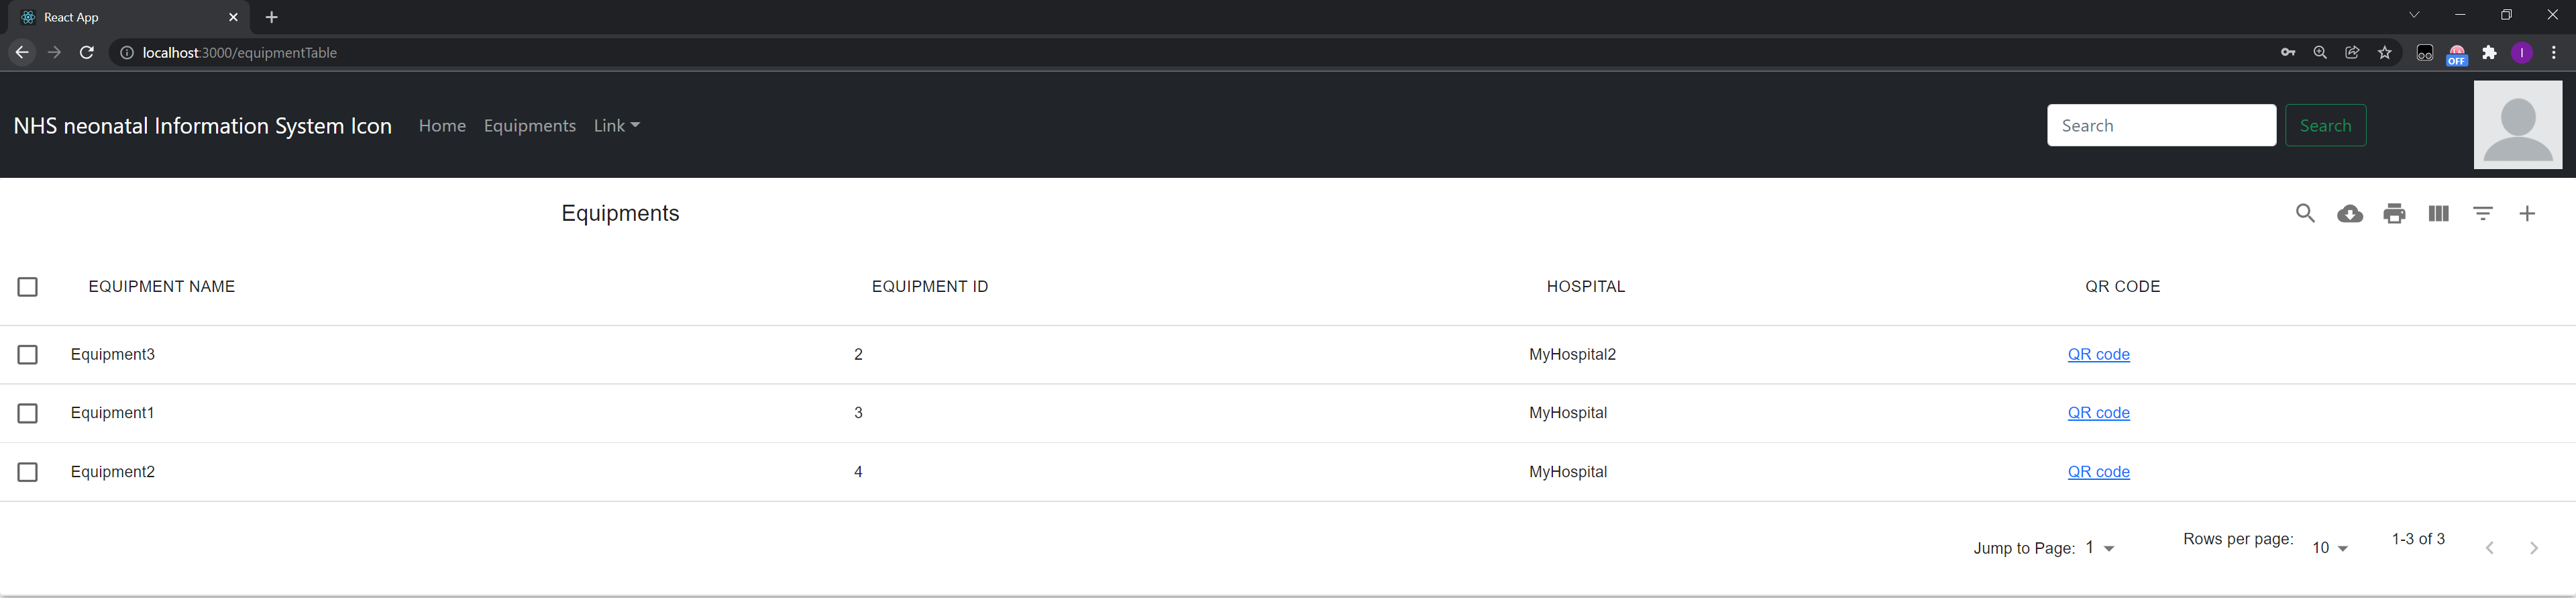 React App
localhost:3000/equipmentTable
OFF
I
NHS neonatal Information System Icon Home Equipments Link Search Search
Equipments
EQUIPMENT NAME EQUIPMENT ID HOSPITAL QR CODE
Equipment3 2 MyHospital2 QR code
Equipment1 3 MyHospital QR code
Equipment2 4 MyHospital QR code
Jump to Page: 1 Rows per page: 10 1-3 of 3